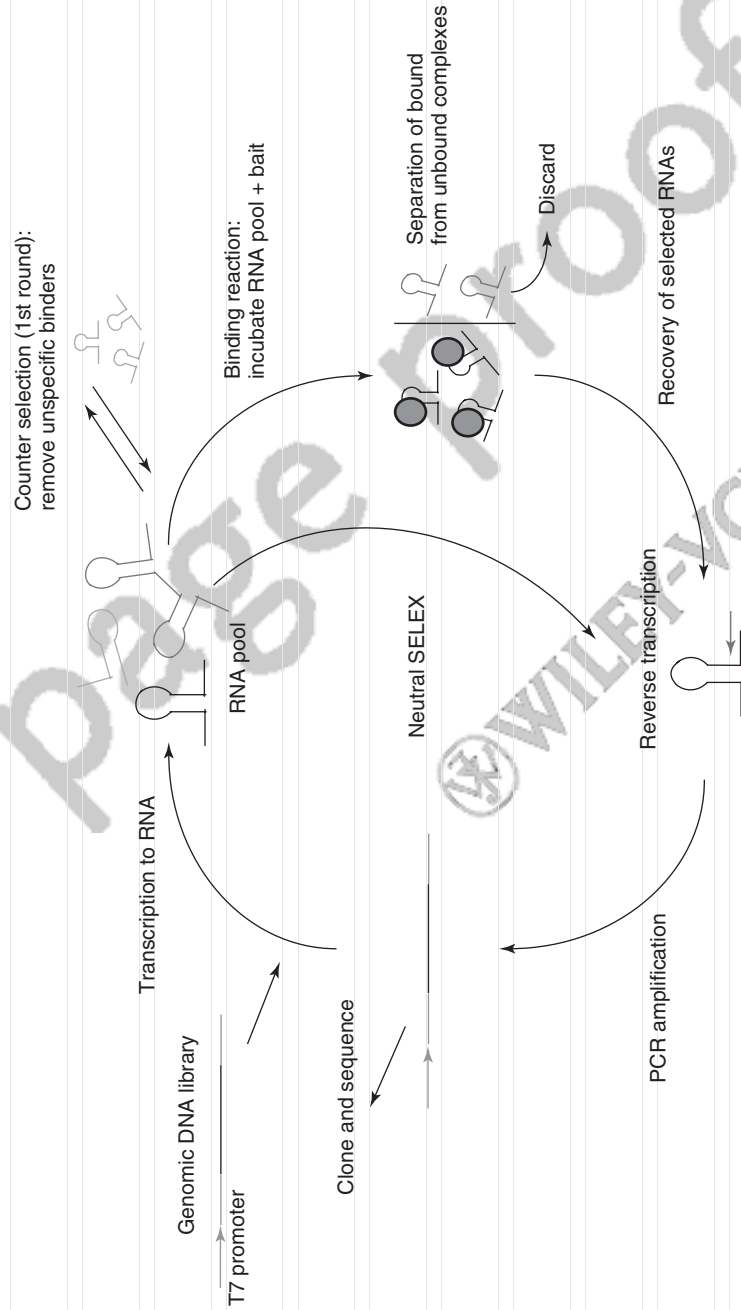 Counter selection (1st round):
remove unspecific binders
Genomic DNA library
T7 promoter
Transcription to RNA
RNA pool
Binding reaction:
incubate RNA pool + bait
Separation of bound
from unbound complexes
Discard
Neutral SELEX
Clone and sequence
Recovery of selected RNAs
Reverse transcription
PCR amplification
page proof
WILEY-VC